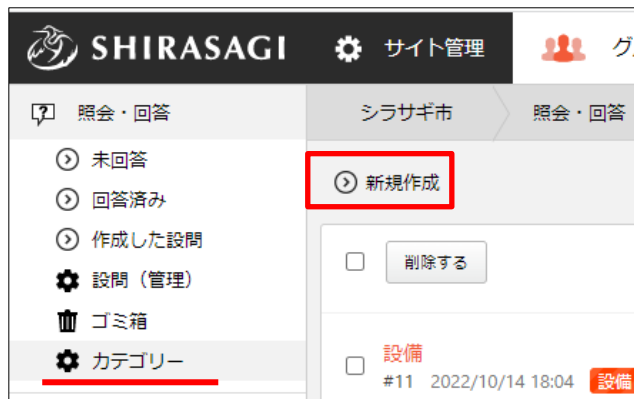 SHIRASAGI サイト管理
照会・回答 シラサギ市 照会・回答
未回答
回答済み
作成した設問
設問（管理）
ゴミ箱
カテゴリー
新規作成
削除する
設備
#11 2022/10/14 18:04 設備